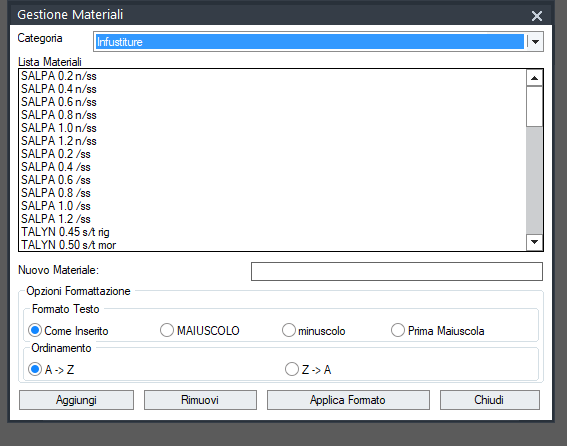 Gestione Materiali
Categoria
Infustiture
Lista Materiali
SALPA 0.2 n/ss
SALPA 0.4 n/ss
SALPA 0.6 n/ss
SALPA 0.8 n/ss
SALPA 1.0 n/ss
SALPA 1.2 n/ss
SALPA 0.2 /ss
SALPA 0.4 /ss
SALPA 0.6 /ss
SALPA 0.8 /ss
SALPA 1.0 /ss
SALPA 1.2 /ss
TALYN 0.45 s/t rig
TALYN 0.50 s/t mor
Nuovo Materiale:
Opzioni Formattazione
Formato Testo
Come Inserito MAIUSCOLO minuscolo Prima Maiuscola
Ordinamento
A -> Z Z -> A
Aggiungi Rimuovi Applica Formato Chiudi